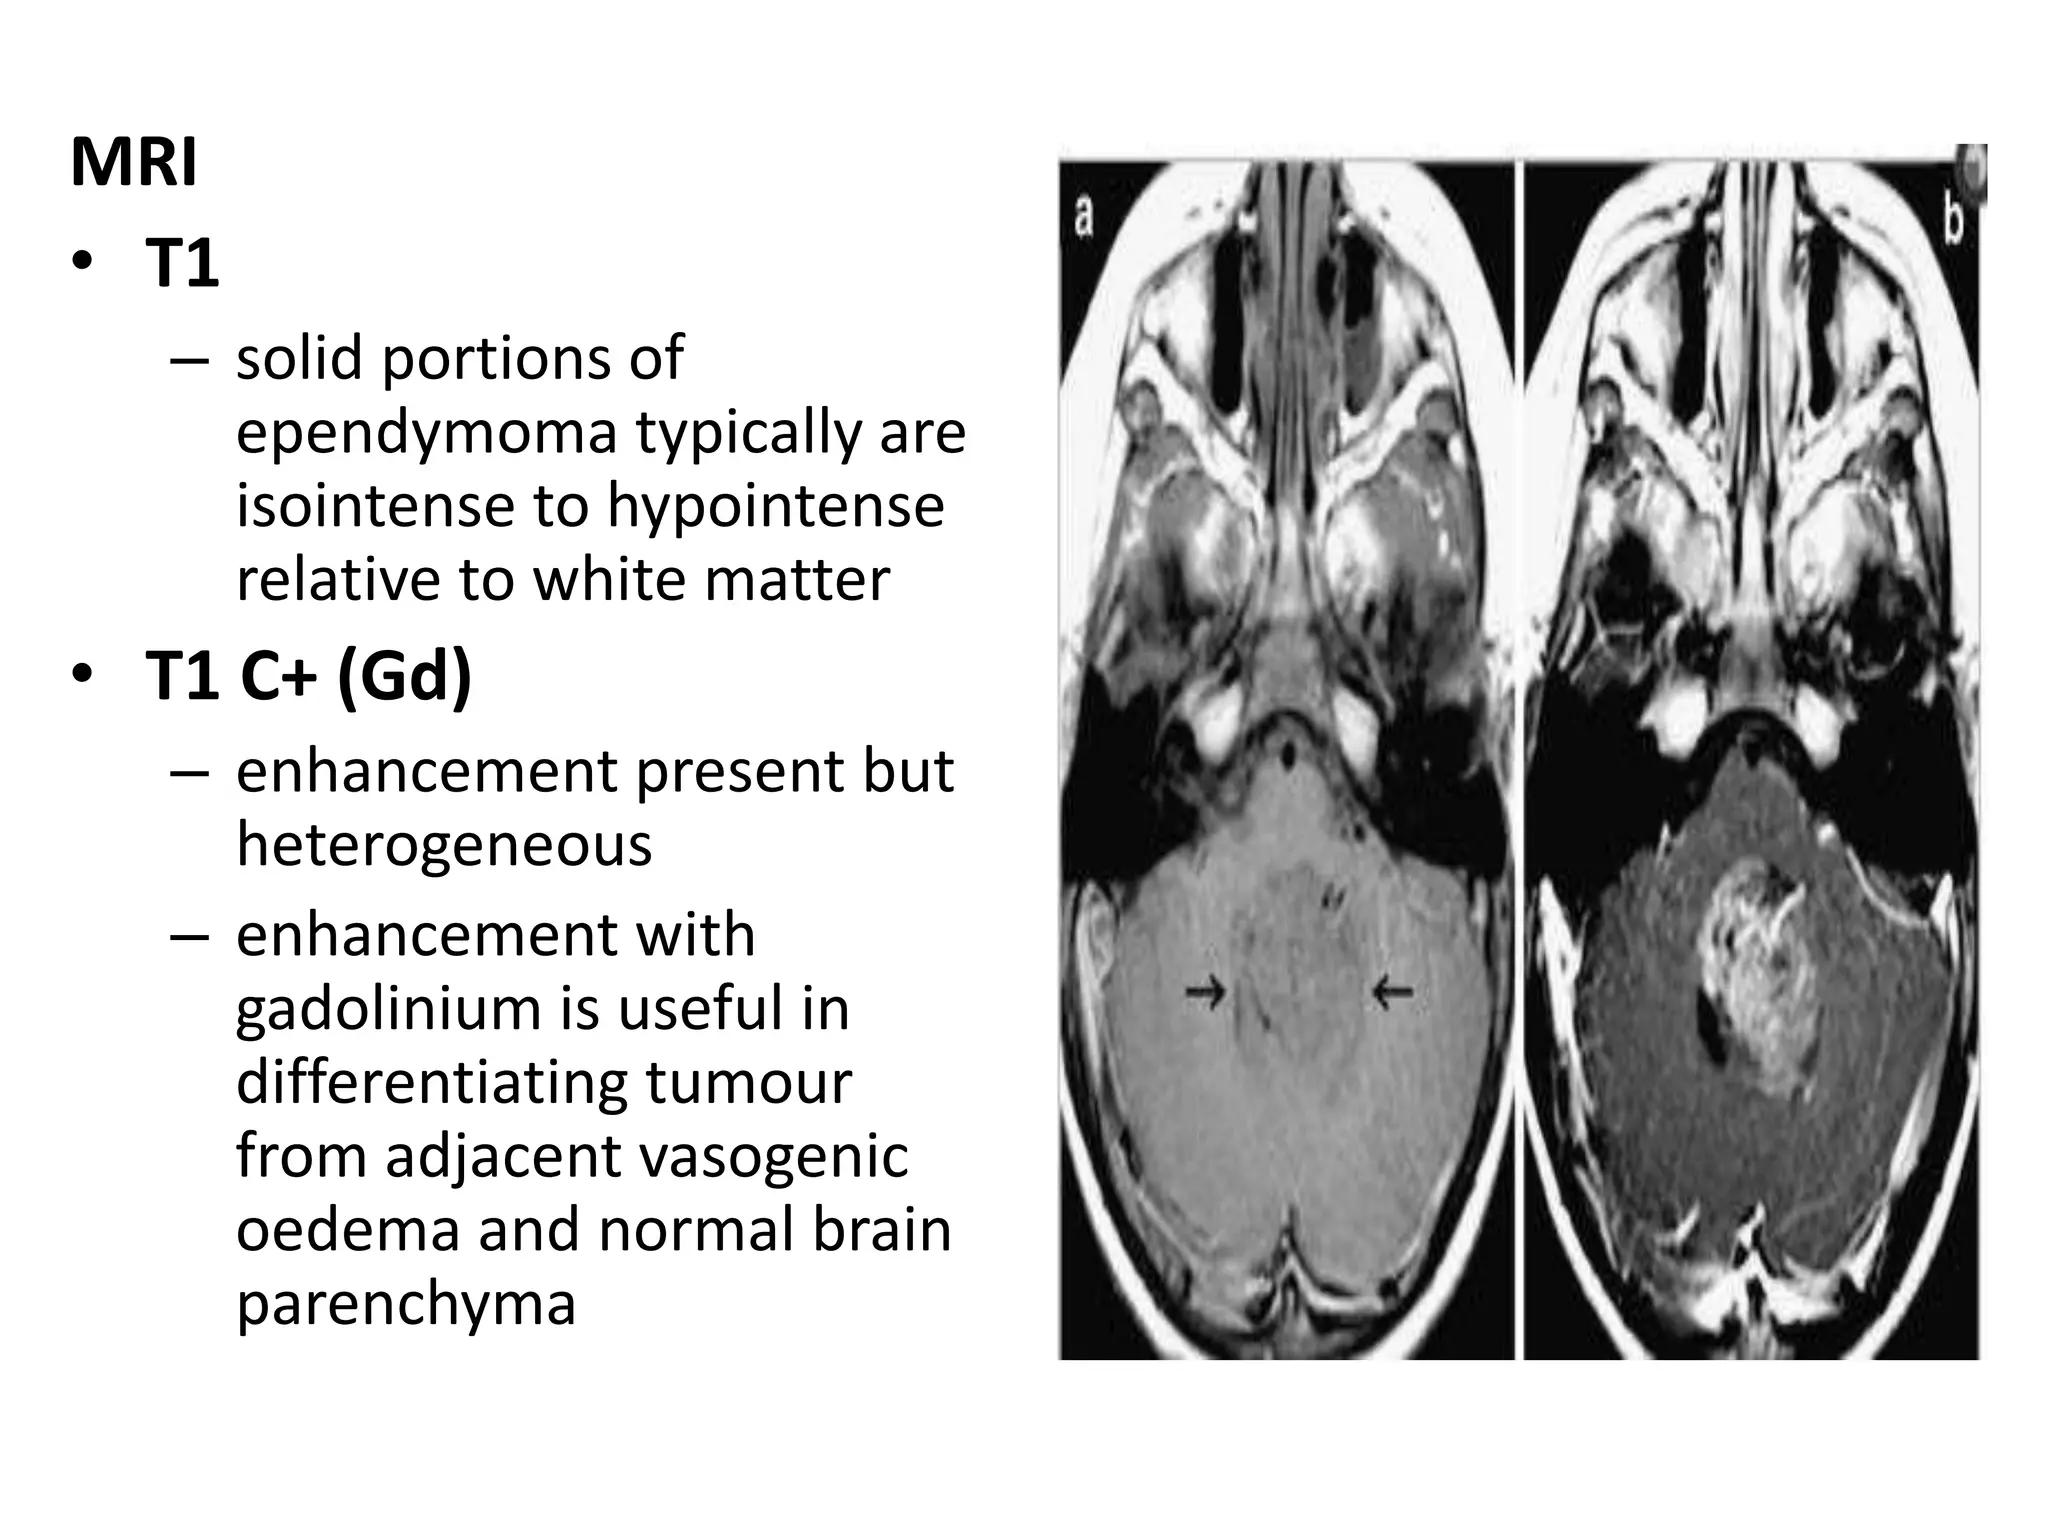 MRI
• T1
– solid portions of
ependymoma typically are
isointense to hypointense
relative to white matter
• T1 C+ (Gd)
– enhancement present but
heterogeneous
– enhancement with
gadolinium is useful in
differentiating tumour
from adjacent vasogenic
oedema and normal brain
parenchyma
a
b